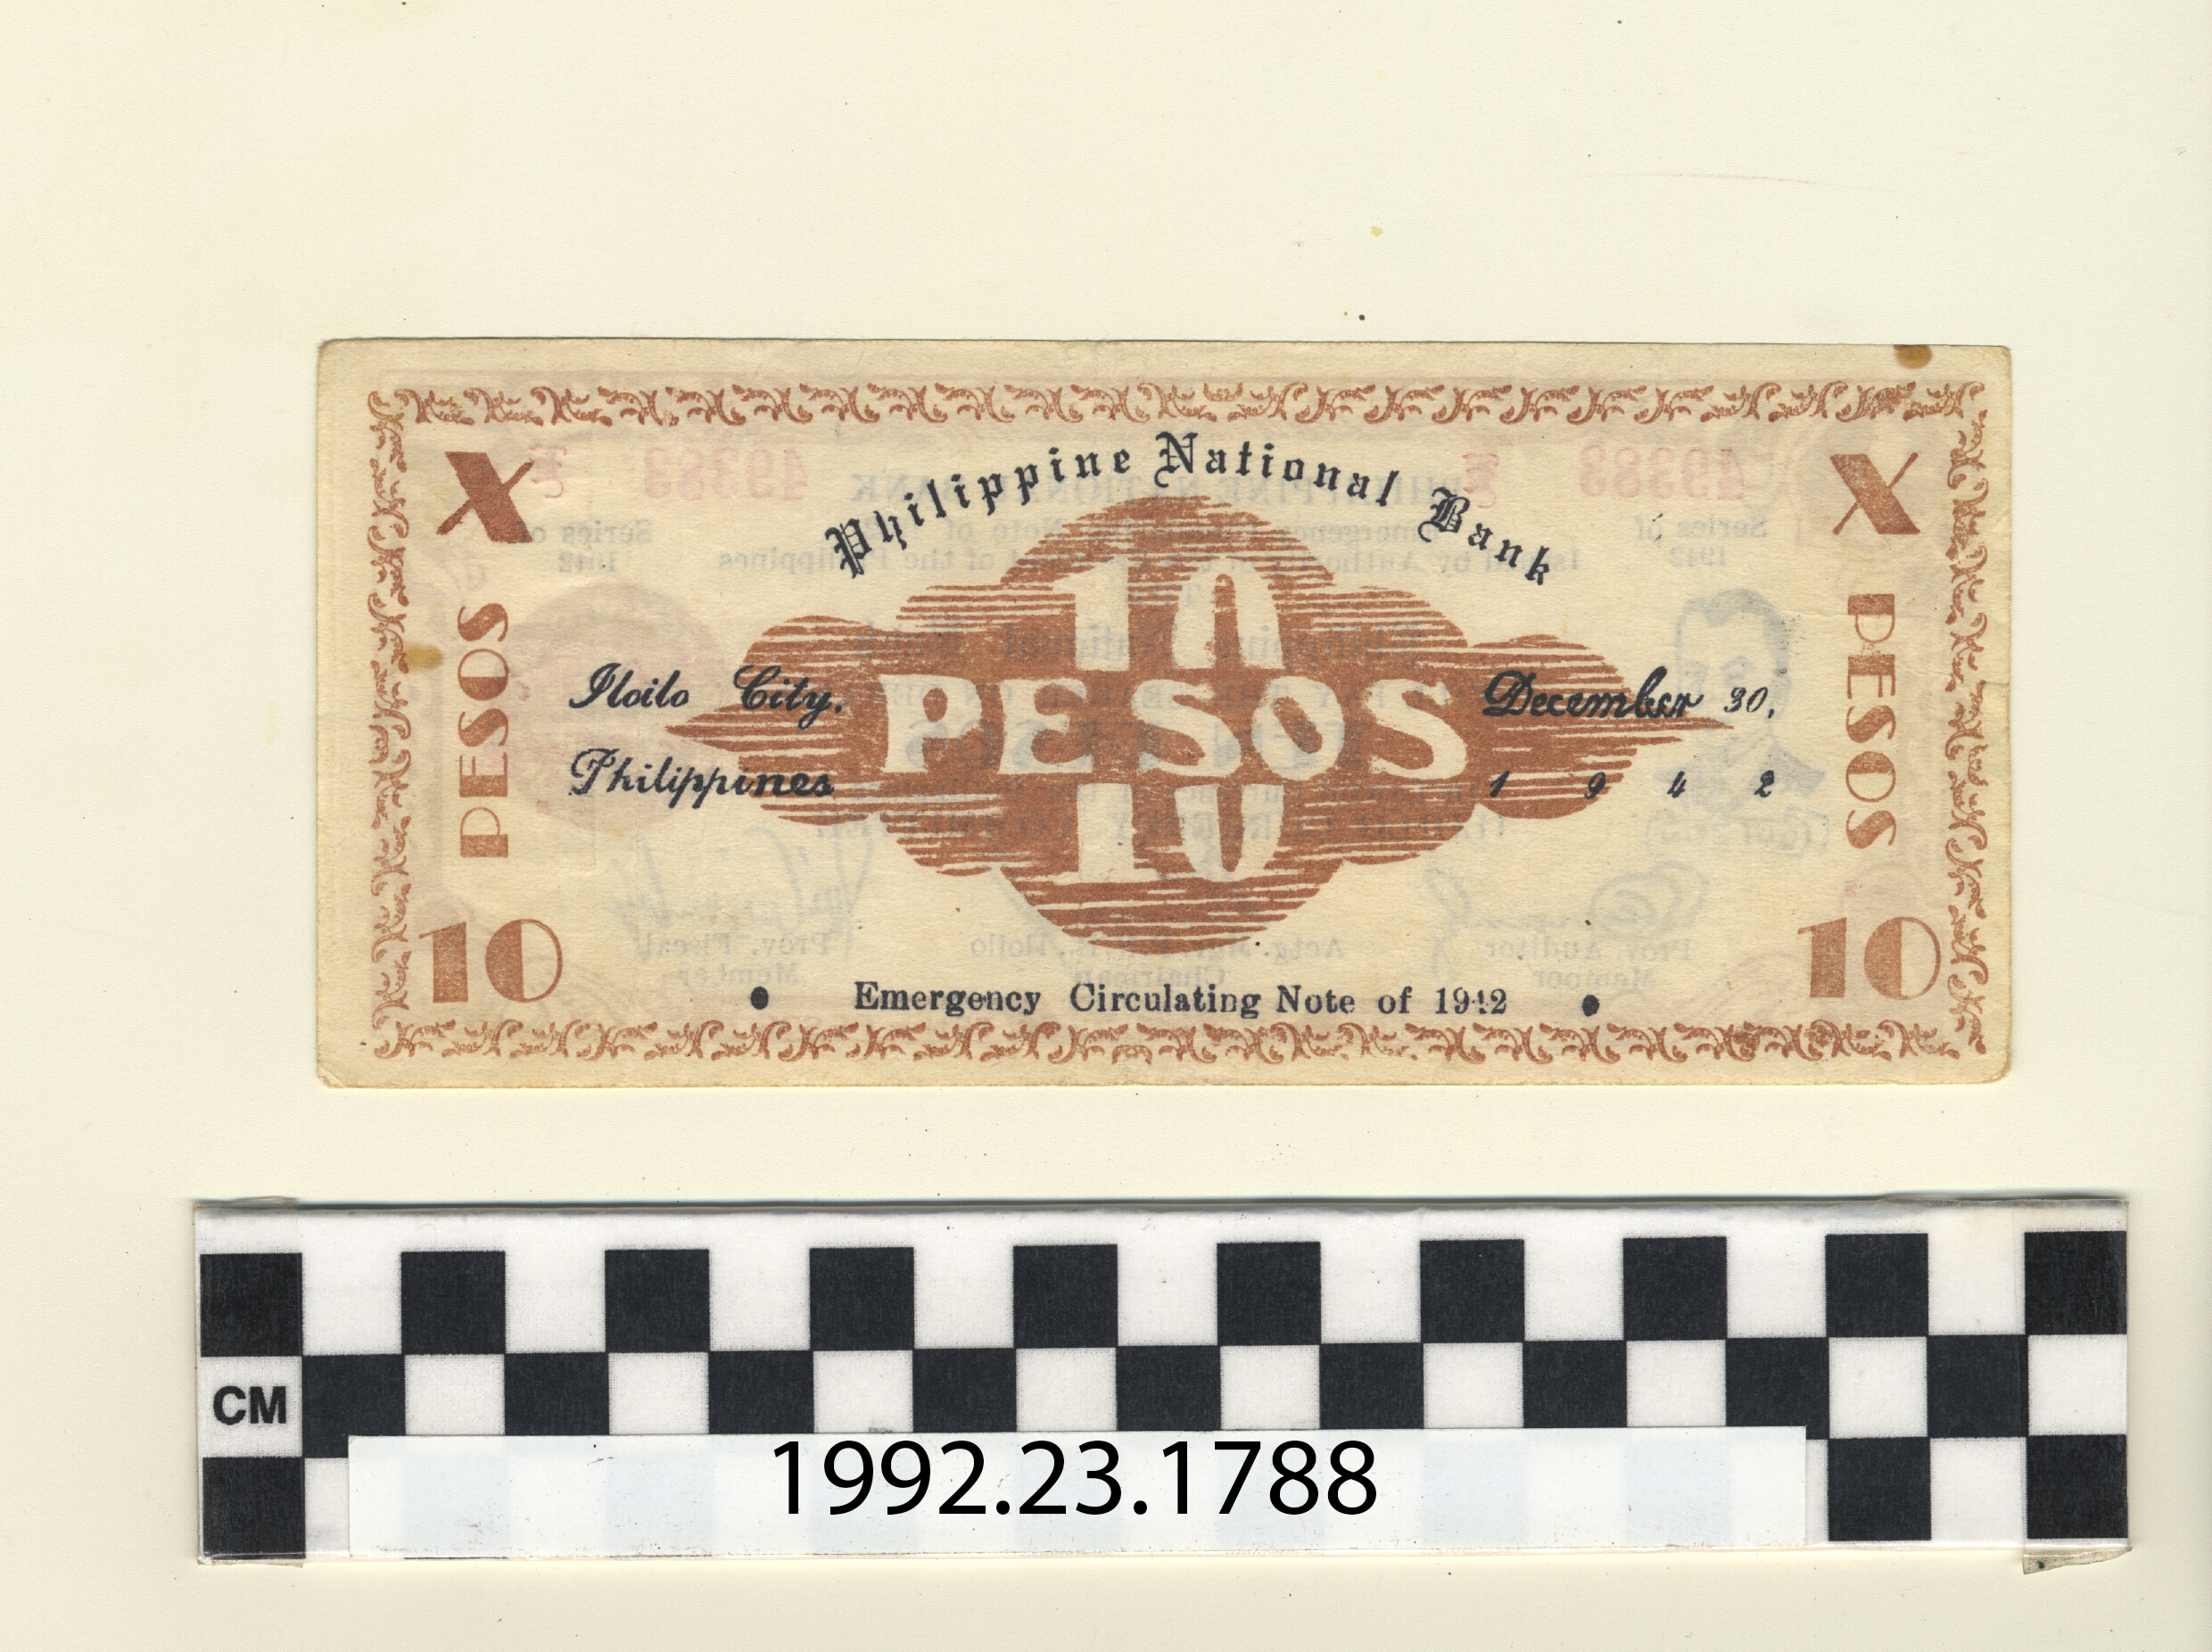 X X
Philippine National Bank
10
PESOS
10
PESOS
PESOS
Iloilo City.
Philippines
December 30,
1 9 4 2
10 10
• Emergency Circulating Note of 1942 •
CM
1992.23.1788